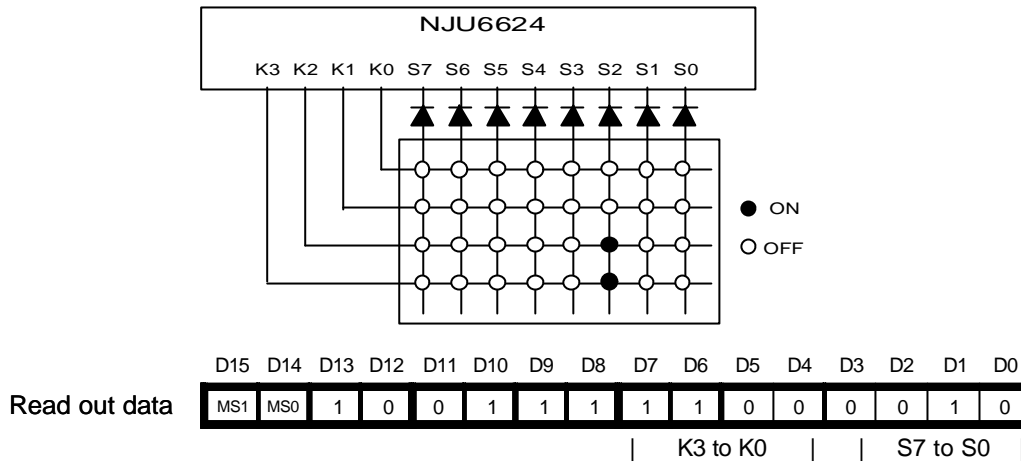 NJU6624
K3 K2 K1 K0 S7 S6 S5 S4 S3 S2 S1 S0
ON
OFF
D15 D14 D13 D12 D11 D10 D9 D8 D7 D6 D5 D4 D3 D2 D1 D0
Read out data MS1 MS0 1 0 0 1 1 1 1 1 0 0 0 0 1 0
| K3 to K0 | | S7 to S0 |